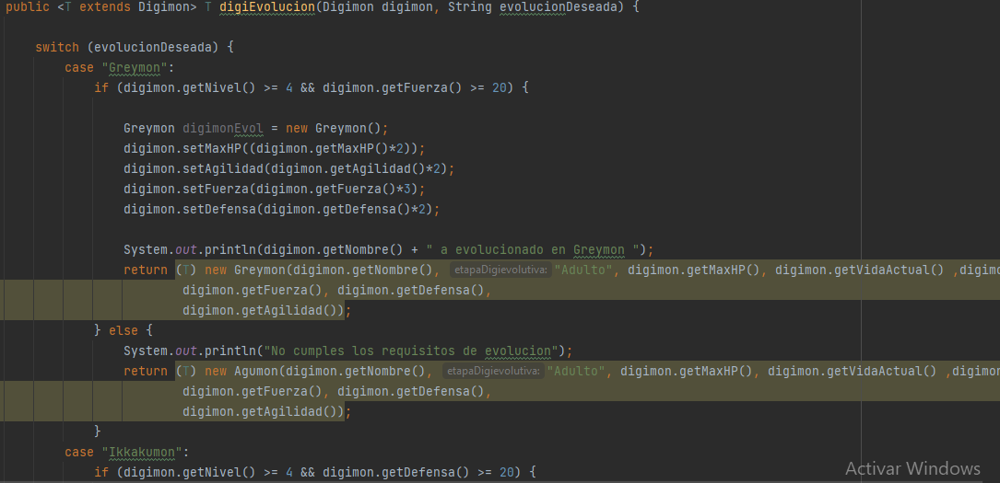 public <T extends Digimon> T digiEvolucion(Digimon digimon, String evolucionDeseada) {
switch (evolucionDeseada) {
case "Greymon":
if (digimon.getNivel() >= 4 && digimon.getFuerza() >= 20) {
Greymon digimonEvol = new Greymon();
digimon.setMaxHP((digimon.getMaxHP()*2));
digimon.setAgilidad(digimon.getAgilidad()*2);
digimon.setFuerza(digimon.getFuerza()*3);
digimon.setDefensa(digimon.getDefensa()*2);
System.out.println(digimon.getNombre() + " a evolucionado en Greymon ");
return (T) new Greymon(digimon.getNombre(), etapaDigievolutiva: "Adulto", digimon.getMaxHP(), digimon.getVidaActual() ,digimo
digimon.getFuerza(), digimon.getDefensa(),
digimon.getAgilidad());
} else {
System.out.println("No cumples los requisitos de evolucion");
return (T) new Agumon(digimon.getNombre(), etapaDigievolutiva: "Adulto", digimon.getMaxHP(), digimon.getVidaActual() ,digimon
digimon.getFuerza(), digimon.getDefensa(),
digimon.getAgilidad());
}
case "Ikkakumon":
if (digimon.getNivel() >= 4 && digimon.getDefensa() >= 20) {
Activar Windows